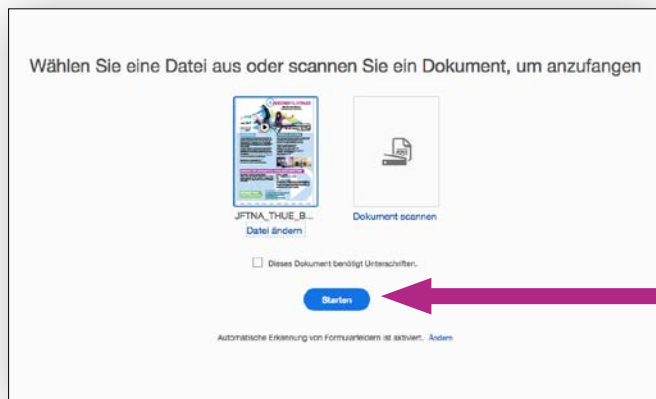 Wählen Sie eine Datei aus oder scannen Sie ein Dokument, um anzufangen
JFTNA_THUE_B...
Datei ändern
Dokument scannen
Dieses Dokument benötigt Unterschriften.
Starten
Automatische Erkennung von Formularfeldern ist aktiviert. Ändern